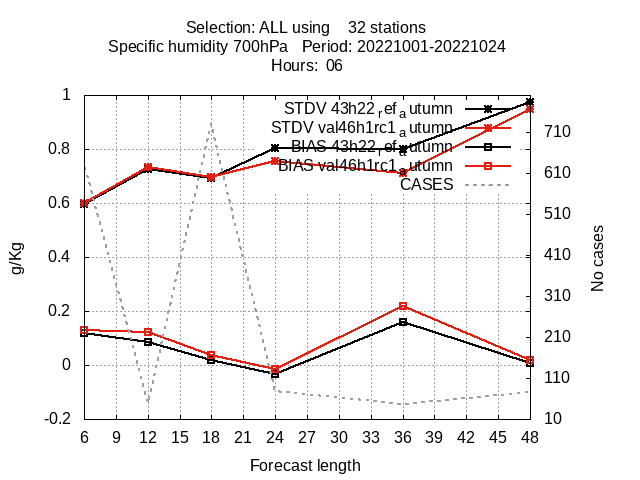 Selection: ALL using 32 stations
Specific humidity 700hPa Period: 20221001-20221024
Hours: 06
STDV 43h22_ref_autumn
STDV val46h1rc1_autumn
BIAS 43h22_ref_autumn
BIAS val46h1rc1_autumn
CASES
g/Kg
1
0.8
0.6
0.4
0.2
0
-0.2
No cases
710
610
510
410
310
210
110
10
6 9 12 15 18 21 24 27 30 33 36 39 42 45 48
Forecast length